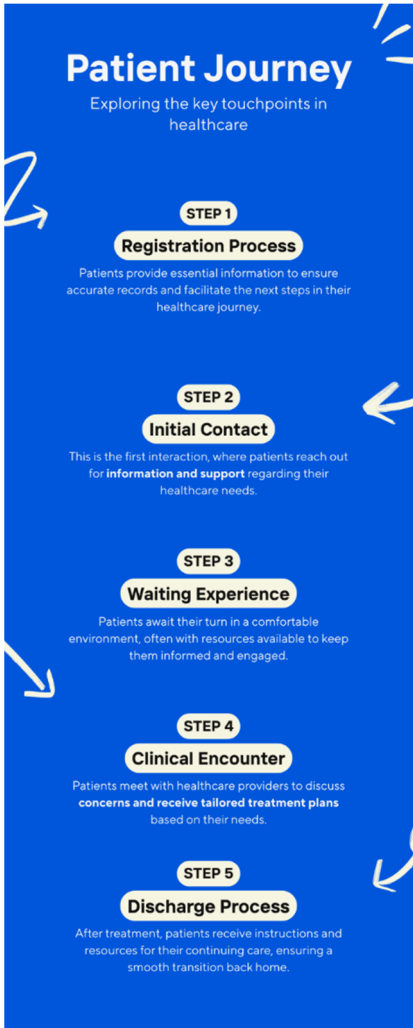 Patient Journey
Exploring the key touchpoints in
healthcare
STEP 1
Registration Process
Patients provide essential information to ensure
accurate records and facilitate the next steps in their
healthcare journey.
STEP 2
Initial Contact
This is the first interaction, where patients reach out
for information and support regarding their
healthcare needs.
STEP 3
Waiting Experience
Patients await their turn in a comfortable
environment, often with resources available to keep
them informed and engaged.
STEP 4
Clinical Encounter
Patients meet with healthcare providers to discuss
concerns and receive tailored treatment plans
based on their needs.
STEP 5
Discharge Process
After treatment, patients receive instructions and
resources for their continuing care, ensuring a
smooth transition back home.